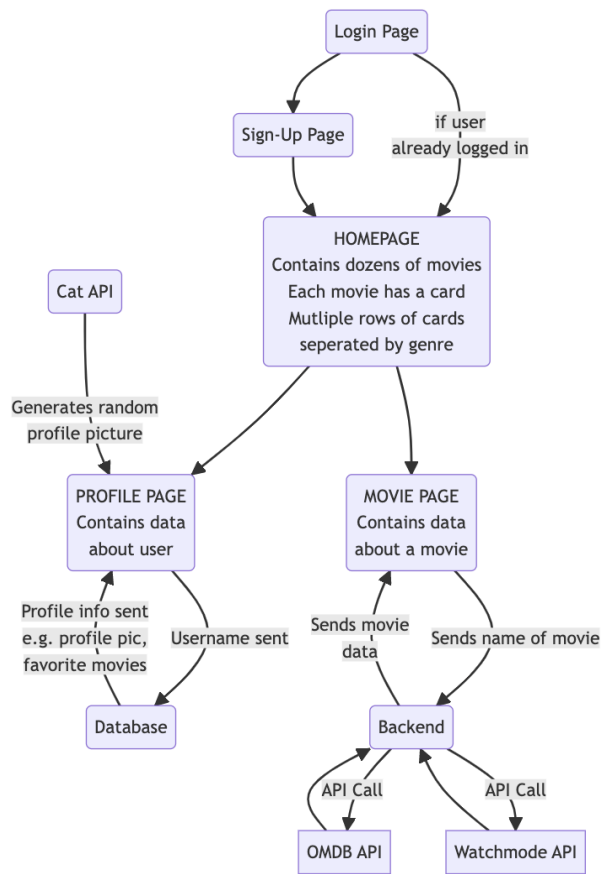 Login Page
Sign-Up Page
if user
already logged in
HOMEPAGE
Contains dozens of movies
Each movie has a card
Mutliple rows of cards
seperated by genre
Cat API
Generates random
profile picture
PROFILE PAGE
Contains data
about user
MOVIE PAGE
Contains data
about a movie
Profile info sent
e.g. profile pic,
favorite movies
Username sent
Sends movie
data
Sends name of movie
Database
Backend
API Call
API Call
OMDB API
Watchmode API